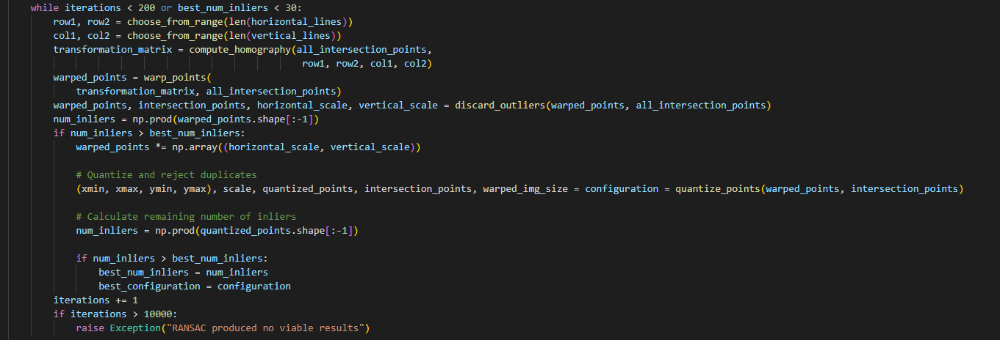 while iterations < 200 or best_num_inliers < 30:
row1, row2 = choose_from_range(len(horizontal_lines))
col1, col2 = choose_from_range(len(vertical_lines))
transformation_matrix = compute_homography(all_intersection_points,
row1, row2, col1, col2)
warped_points = warp_points(
transformation_matrix, all_intersection_points)
warped_points, intersection_points, horizontal_scale, vertical_scale = discard_outliers(warped_points, all_intersection_points)
num_inliers = np.prod(warped_points.shape[:-1])
if num_inliers > best_num_inliers:
warped_points *= np.array((horizontal_scale, vertical_scale))
# Quantize and reject duplicates
(xmin, xmax, ymin, ymax), scale, quantized_points, intersection_points, warped_img_size = configuration = quantize_points(warped_points, intersection_points)
# Calculate remaining number of inliers
num_inliers = np.prod(quantized_points.shape[:-1])
if num_inliers > best_num_inliers:
best_num_inliers = num_inliers
best_configuration = configuration
iterations += 1
if iterations > 10000:
raise Exception("RANSAC produced no viable results")